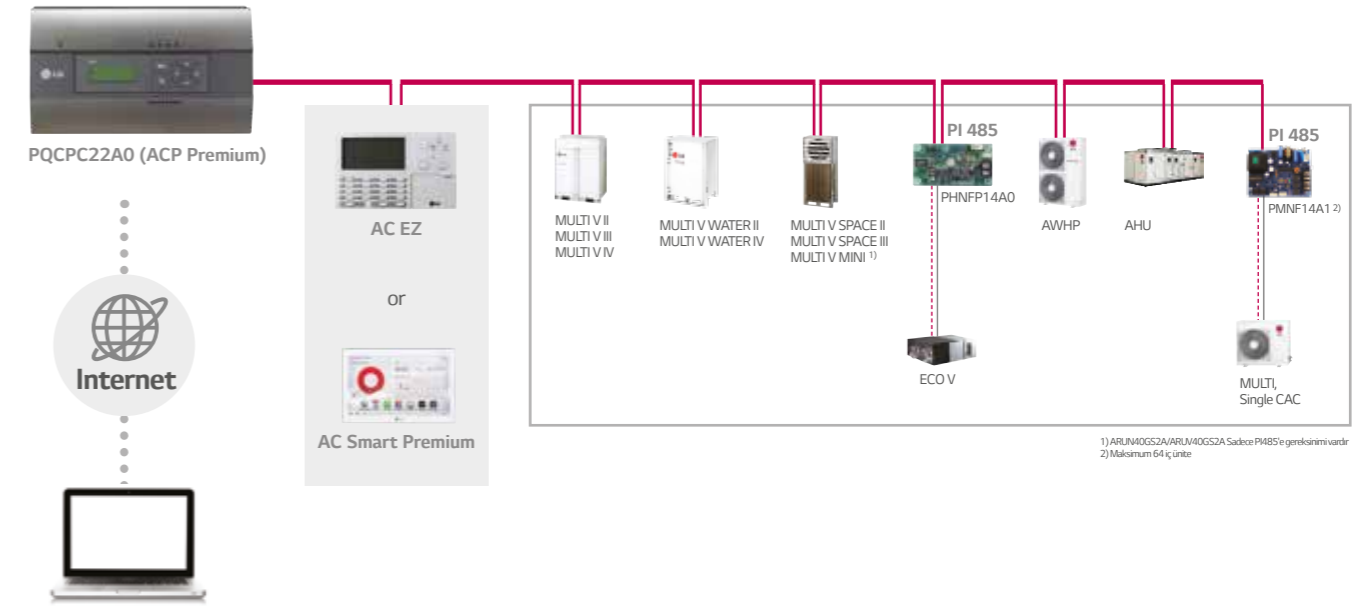 LG
PQCPC22A0 (ACP Premium)
Internet
AC EZ
or
AC Smart Premium
MULTI V II
MULTI V III
MULTI V IV
MULTI V WATER II
MULTI V WATER IV
MULTI V SPACE II
MULTI V SPACE III
MULTI V MINI 1)
PI 485
PHNFP14A0
ECO V
AWHP
AHU
PI 485
PMNF14A1 2)
MULTI,
Single CAC
1) ARUN40GS2A/ARUV40GS2A Sadece PI485'e gereksinimi vardır
2) Maksimum 64 iç ünite